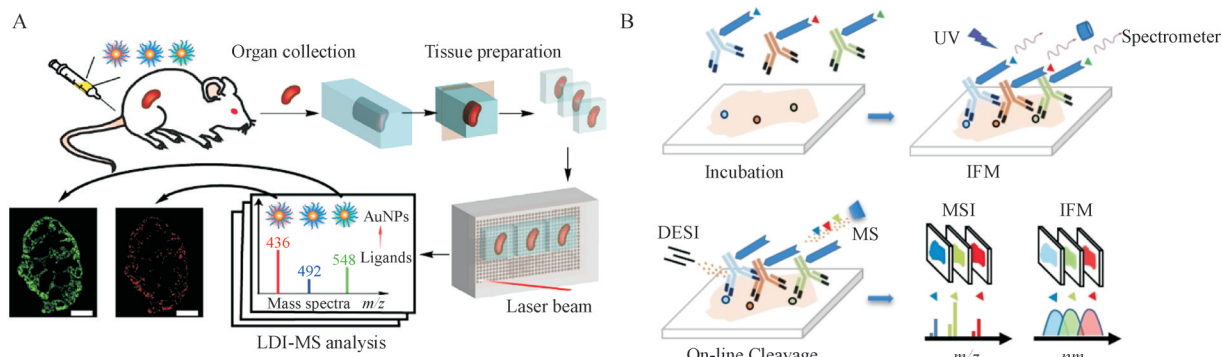 A
Organ collection
Tissue preparation
AuNPs
436
492
548
Ligands
Mass spectra
m/z
LDI-MS analysis
Laser beam
B
UV
Spectrometer
Incubation
IFM
DESI
MS
On-line Cleavage
MSI
IFM
m/z
nm